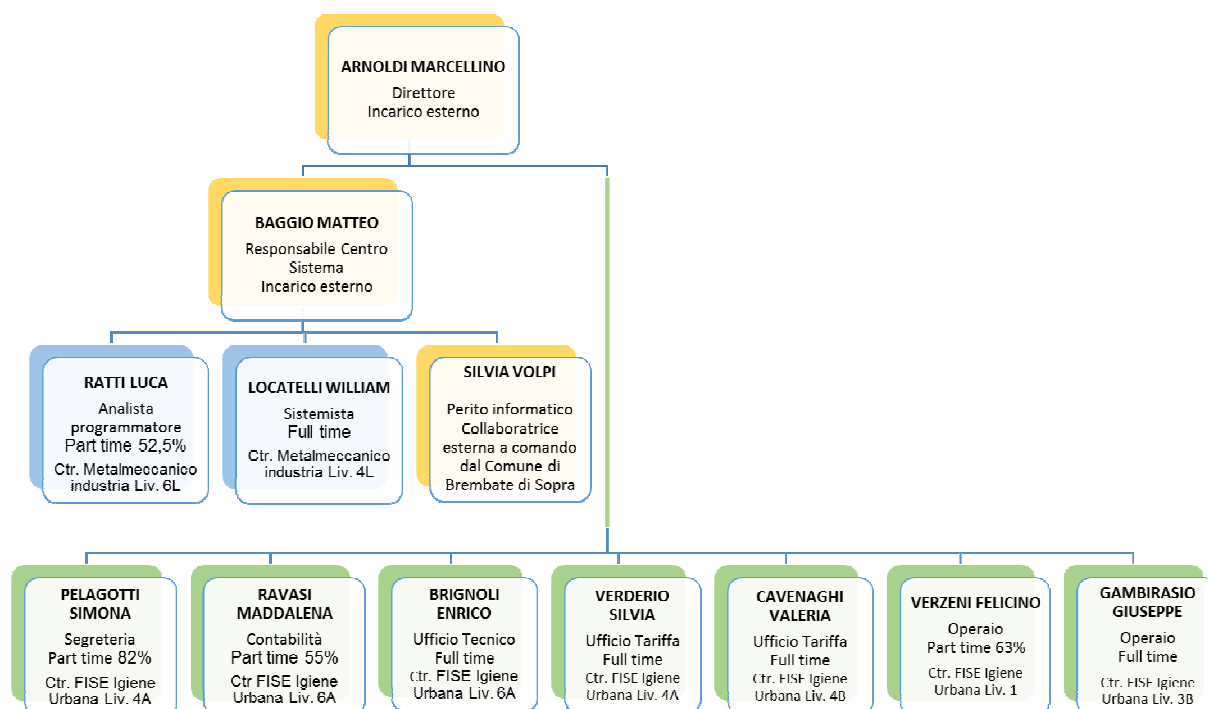 ARNOLDI MARCELLINO
Direttore
Incarico esterno
BAGGIO MATTEO
Responsabile Centro
Sistema
Incarico esterno
RATTI LUCA
Analista
programmatore
Part time 52,5%
Ctr. Metalmeccanico
industria Liv. 6L
LOCATELLI WILLIAM
Sistemista
Full time
Ctr. Metalmeccanico
industria Liv. 4L
SILVIA VOLPI
Perito informatico
Collaboratrice
esterna a comando
dal Comune di
Brembate di Sopra
PELAGOTTI
SIMONA
Segreteria
Part time 82%
Ctr. FISE Igiene
Urbana Liv. 4A
RAVASI
MADDALENA
Contabilità
Part time 55%
Ctr FISE Igiene
Urbana Liv. 6A
BRIGNOLI
ENRICO
Ufficio Tecnico
Full time
Ctr. FISE Igiene
Urbana Liv. 6A
VERDERIO
SILVIA
Ufficio Tariffa
Full time
Ctr. FISE Igiene
Urbana Liv. 4A
CAVENAGHI
VALERIA
Ufficio Tariffa
Full time
Ctr. FISE Igiene
Urbana Liv. 4B
VERZENI FELICINO
Operaio
Part time 63%
Ctr. FISE Igiene
Urbana Liv. 1
GAMBIRASIO
GIUSEPPE
Operaio
Full time
Ctr. FISE Igiene
Urbana Liv. 3B